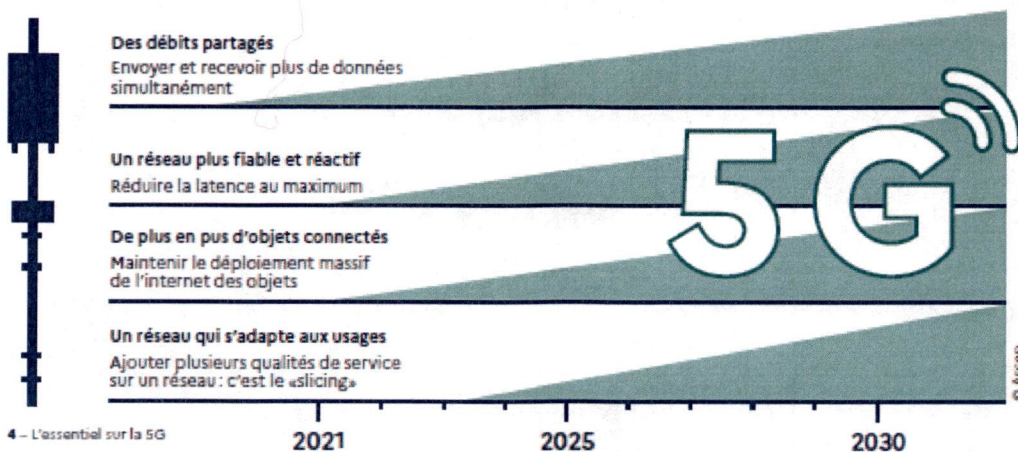 Des débits partagés
Envoyer et recevoir plus de données
simultanément
Un réseau plus fiable et réactif
Réduire la latence au maximum
De plus en pus d'objets connectés
Maintenir le déploiement massif
de l'internet des objets
Un réseau qui s'adapte aux usages
Ajouter plusieurs qualités de service
sur un réseau : c'est le «slicing»
5G
© Arcep
4 – L'essentiel sur la 5G
2021
2025
2030